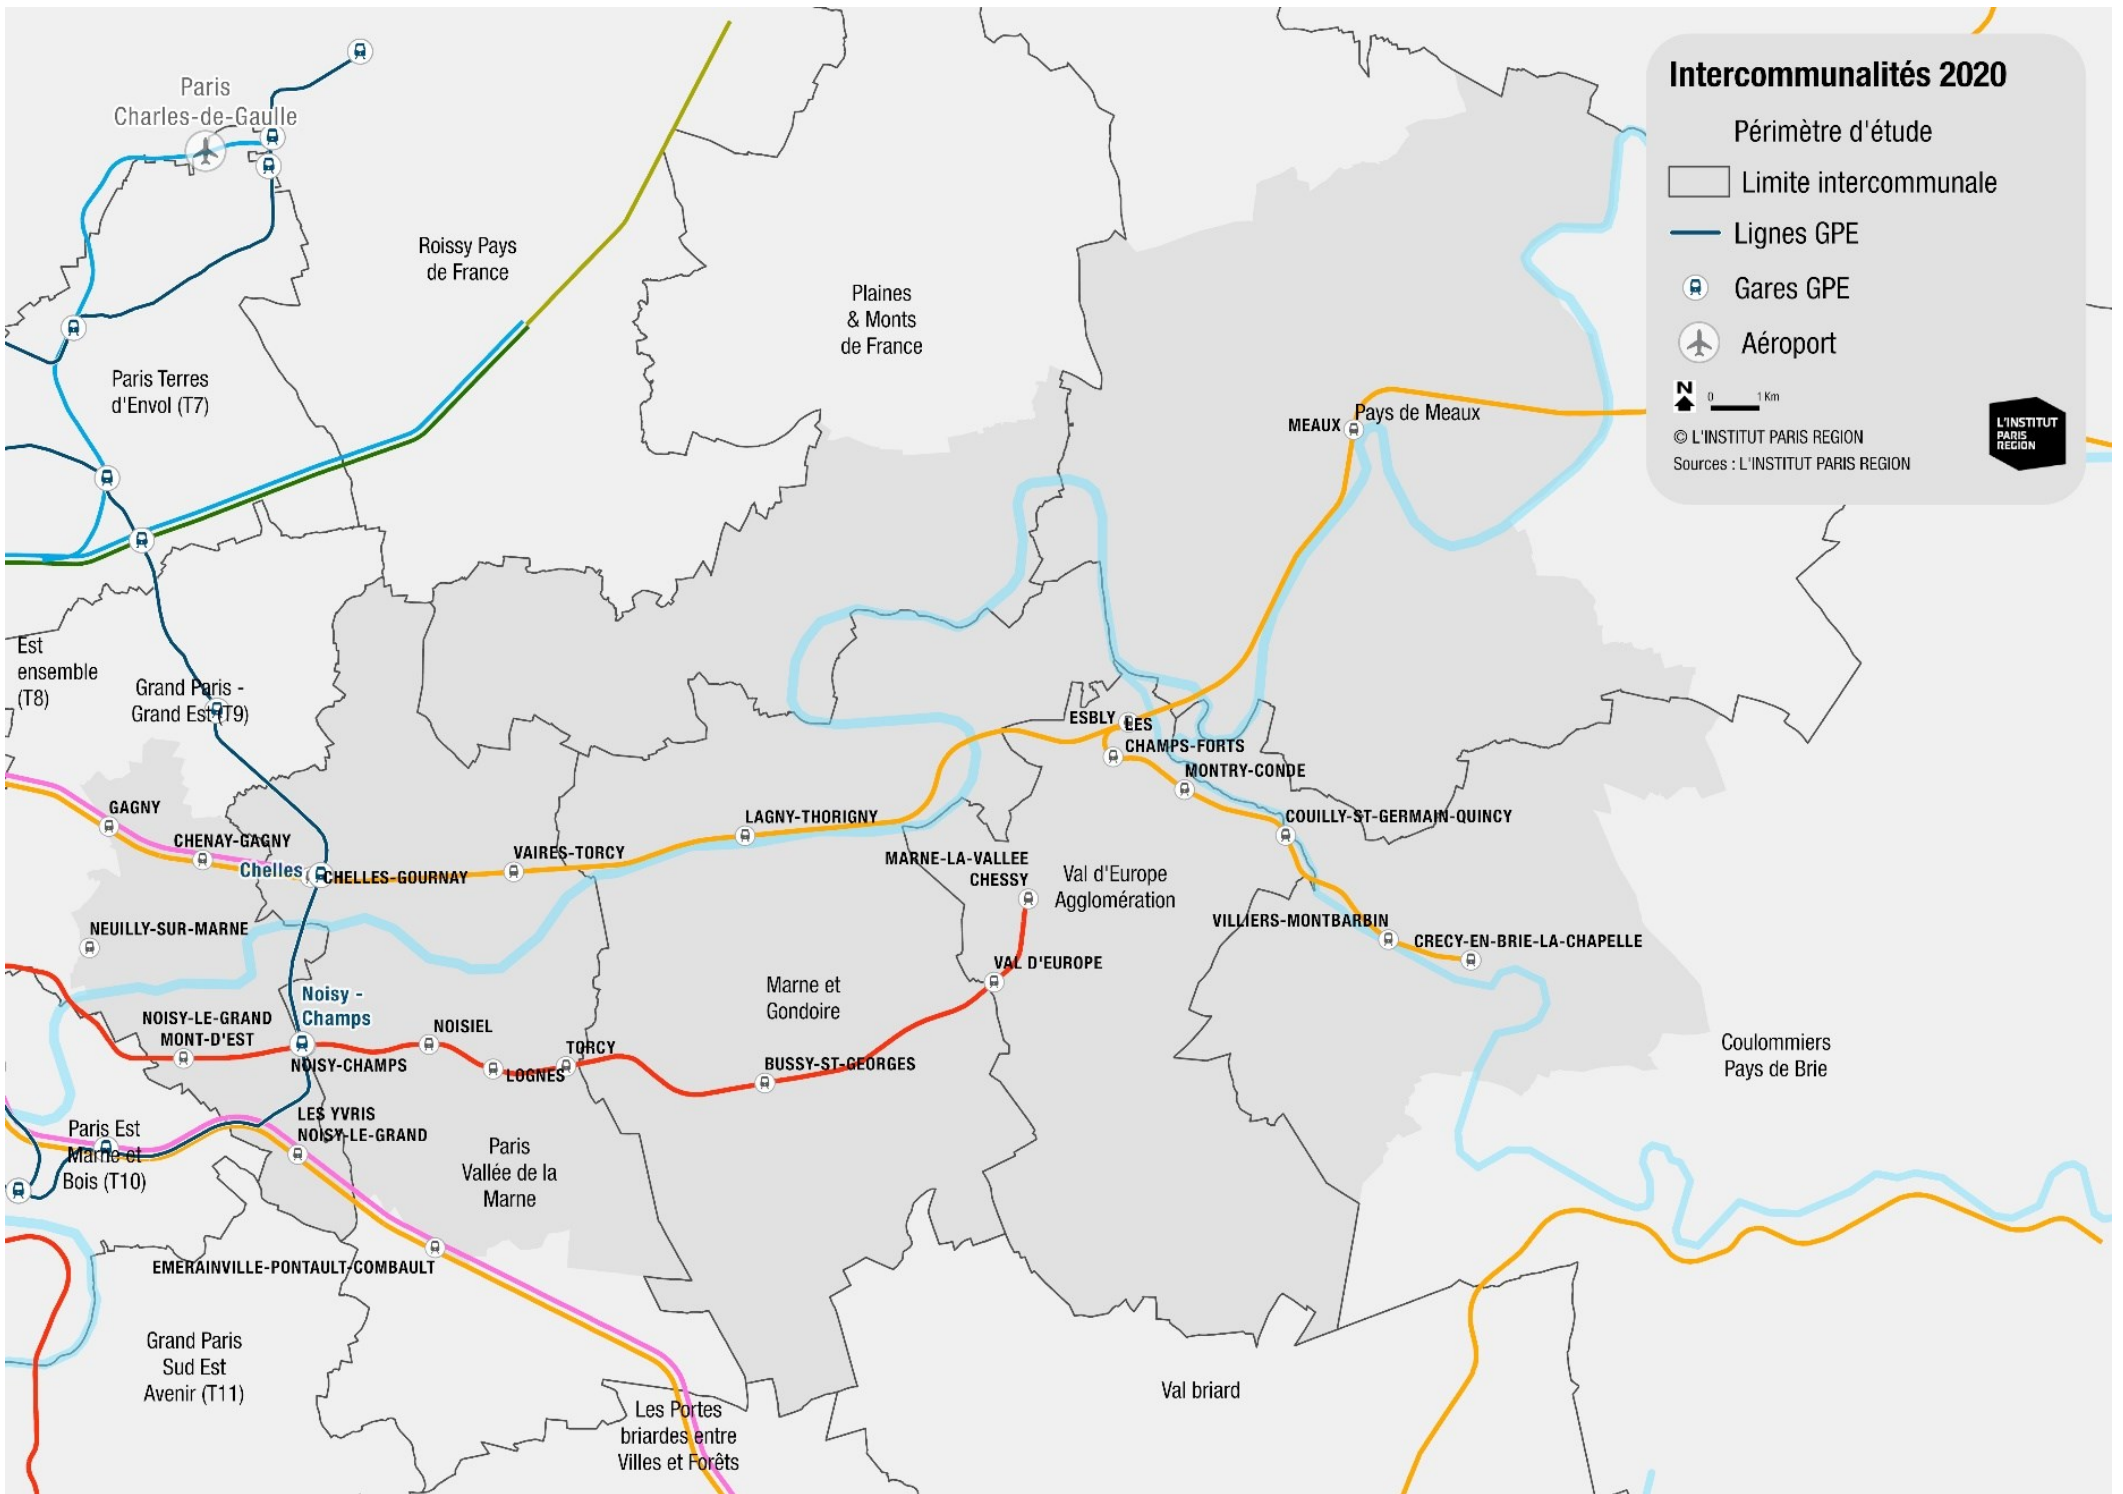 Intercommunalités 2020
Périmètre d'étude
Limite intercommunale
Lignes GPE
Gares GPE
Aéroport
N
0 1 Km
© L'INSTITUT PARIS REGION
Sources : L'INSTITUT PARIS REGION
L'INSTITUT
PARIS
REGION
Paris
Charles-de-Gaulle
Roissy Pays
de France
Plaines
& Monts
de France
Paris Terres
d'Envol (T7)
MEAUX
Pays de Meaux
Est
ensemble
(T8)
Grand Paris -
Grand Est (T9)
ESBLY
LES
CHAMPS-FORTS
MONTRY-CONDE
GAGNY
CHENAY-GAGNY
Chelles
CHELLES-GOURNAY
VAIRES-TORCY
LAGNY-THORIGNY
COUILLY-ST-GERMAIN-QUINCY
MARNE-LA-VALLEE
CHESSY
Val d'Europe
Agglomération
NEUILLY-SUR-MARNE
VILLIERS-MONTBARBIN
CRECY-EN-BRIE-LA-CHAPELLE
VAL D'EUROPE
Marne et
Gondoire
Noisy -
Champs
NOISY-LE-GRAND
MONT-D'EST
NOISY-CHAMPS
NOISIEL
LOGNES
TORCY
BUSSY-ST-GEORGES
Coulommiers
Pays de Brie
LES YVRIS
NOISY-LE-GRAND
Paris Est
Marne et
Bois (T10)
Paris
Vallée de la
Marne
EMERAINVILLE-PONTAULT-COMBAULT
Grand Paris
Sud Est
Avenir (T11)
Val briard
Les Portes
briardes entre
Villes et Forêts